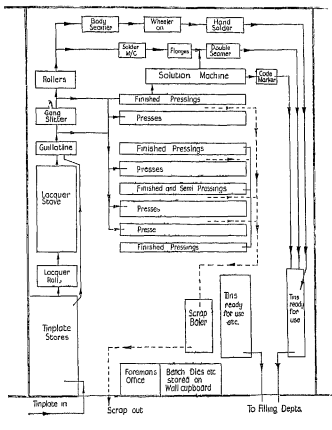 Body
Seamer
Wheeler
on
Hand
Solder
Solder
M/C
Flanges
Double
Seamer
Rollers
Solution Machine
Code
Marker
Gang
Slitter
Finished Pressings
Presses
Guillotine
Finished Pressings
Presses
Lacquer
Stove
Finished and Semi Pressings
Presses
Presse
Finished Pressings
Lacquer
Rolls
Tinplate
Stores
Scrap
Baler
Tins
ready
for use
etc.
Tins
ready
for
use
Foreman's
Office
Bench Dies etc
stored on
Wall cupboard
Tinplate in
Scrap out
To Filling Depts.